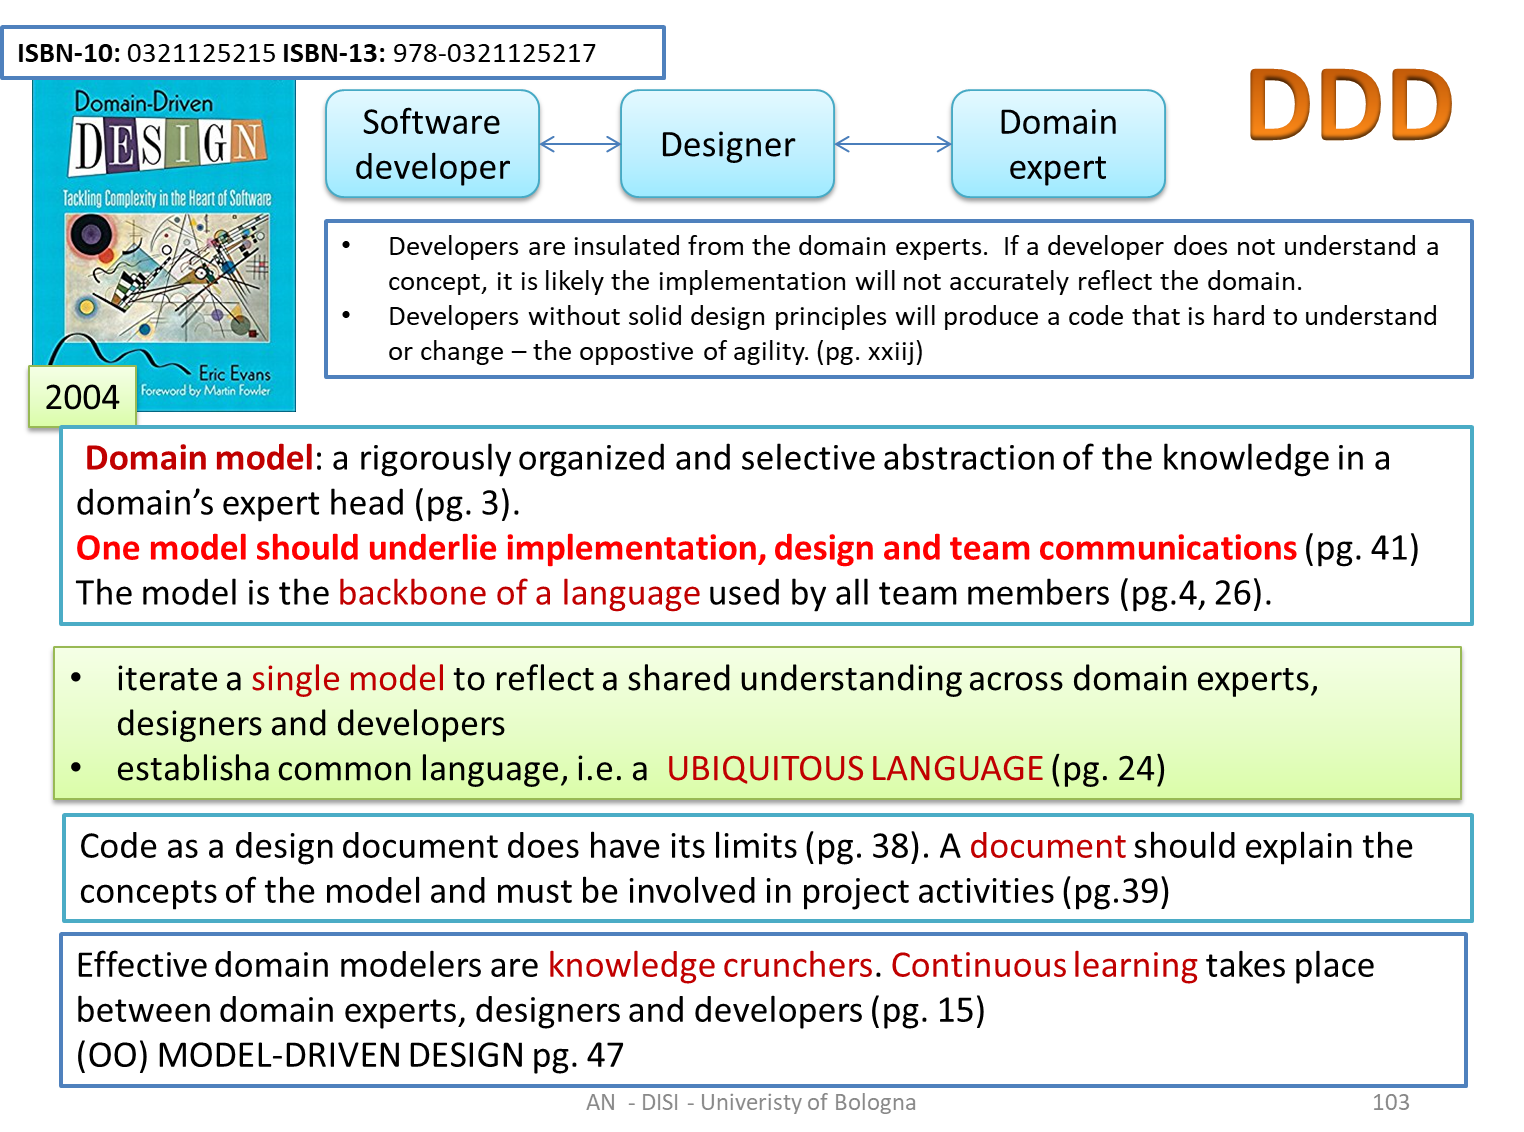 ISBN-10: 0321125215 ISBN-13: 978-0321125217
Domain-Driven
DESIGN
Tackling Complexity in the Heart of Software
Eric Evans
Foreword by Martin Fowler
2004
Software
developer
Designer
Domain
expert
DDD
• Developers are insulated from the domain experts. If a developer does not understand a
concept, it is likely the implementation will not accurately reflect the domain.
• Developers without solid design principles will produce a code that is hard to understand
or change – the oppostive of agility. (pg. xxiij)
Domain model: a rigorously organized and selective abstraction of the knowledge in a
domain’s expert head (pg. 3).
One model should underlie implementation, design and team communications (pg. 41)
The model is the backbone of a language used by all team members (pg.4, 26).
• iterate a single model to reflect a shared understanding across domain experts,
designers and developers
• establisha common language, i.e. a UBIQUITOUS LANGUAGE (pg. 24)
Code as a design document does have its limits (pg. 38). A document should explain the
concepts of the model and must be involved in project activities (pg.39)
Effective domain modelers are knowledge crunchers. Continuous learning takes place
between domain experts, designers and developers (pg. 15)
(OO) MODEL-DRIVEN DESIGN pg. 47
AN - DISI - Univeristy of Bologna
103